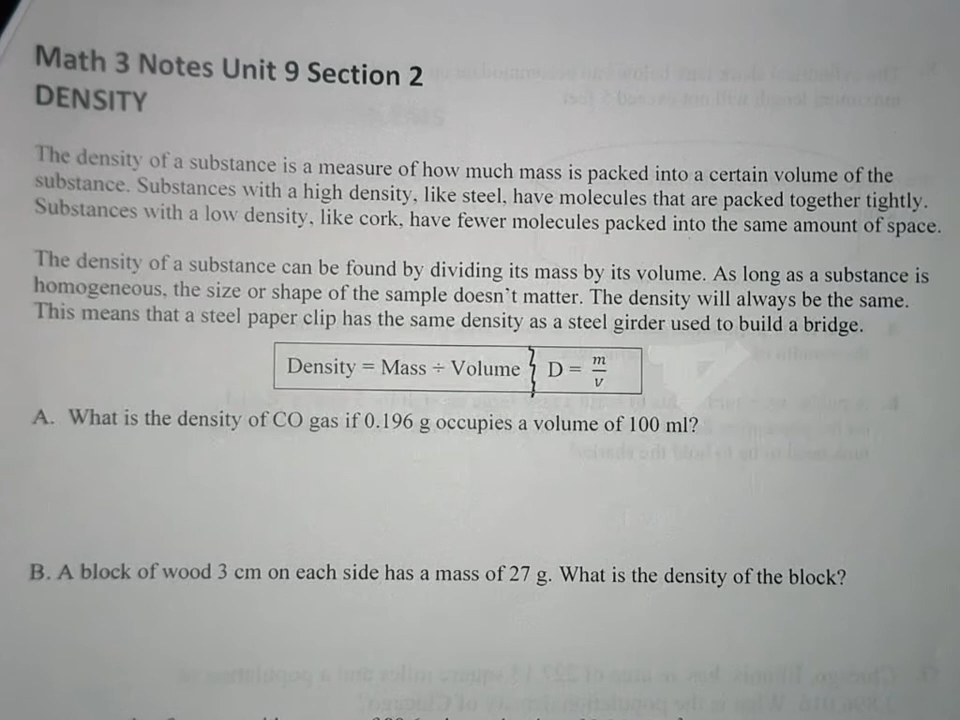 Math 3 Notes Unit 9 Section 2
DENSITY
The density of a substance is a measure of how much mass is packed into a certain volume of the
substance. Substances with a high density, like steel, have molecules that are packed together tightly.
Substances with a low density, like cork, have fewer molecules packed into the same amount of space.
The density of a substance can be found by dividing its mass by its volume. As long as a substance is
homogeneous, the size or shape of the sample doesn't matter. The density will always be the same.
This means that a steel paper clip has the same density as a steel girder used to build a bridge.
Density = Mass ÷ Volume } D = m/v
A. What is the density of CO gas if 0.196 g occupies a volume of 100 ml?
B. A block of wood 3 cm on each side has a mass of 27 g. What is the density of the block?